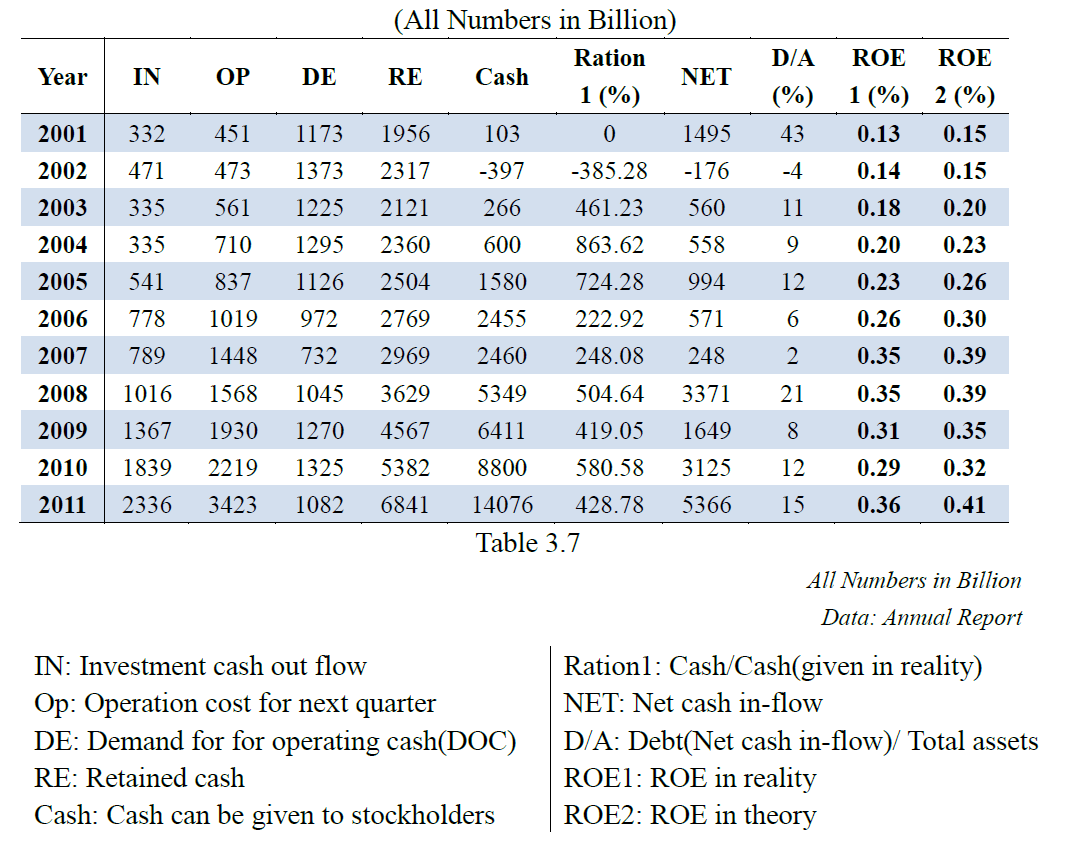 (All Numbers in Billion)
Year IN OP DE RE Cash Ration 1 (%) NET D/A (%) ROE 1 (%) ROE 2 (%)
2001 332 451 1173 1956 103 0 1495 43 0.13 0.15
2002 471 473 1373 2317 -397 -385.28 -176 -4 0.14 0.15
2003 335 561 1225 2121 266 461.23 560 11 0.18 0.20
2004 335 710 1295 2360 600 863.62 558 9 0.20 0.23
2005 541 837 1126 2504 1580 724.28 994 12 0.23 0.26
2006 778 1019 972 2769 2455 222.92 571 6 0.26 0.30
2007 789 1448 732 2969 2460 248.08 248 2 0.35 0.39
2008 1016 1568 1045 3629 5349 504.64 3371 21 0.35 0.39
2009 1367 1930 1270 4567 6411 419.05 1649 8 0.31 0.35
2010 1839 2219 1325 5382 8800 580.58 3125 12 0.29 0.32
2011 2336 3423 1082 6841 14076 428.78 5366 15 0.36 0.41
Table 3.7
All Numbers in Billion
Data: Annual Report
IN: Investment cash out flow
Op: Operation cost for next quarter
DE: Demand for for operating cash(DOC)
RE: Retained cash
Cash: Cash can be given to stockholders
Ration1: Cash/Cash(given in reality)
NET: Net cash in-flow
D/A: Debt(Net cash in-flow)/ Total assets
ROE1: ROE in reality
ROE2: ROE in theory